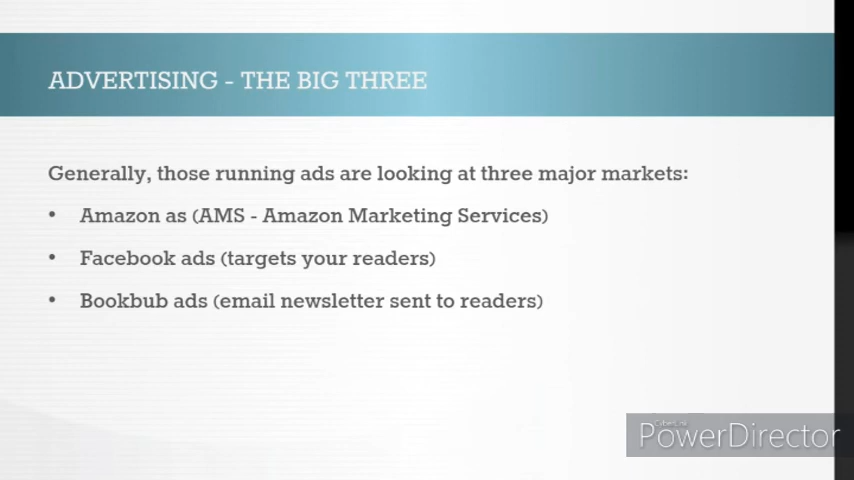 ADVERTISING - THE BIG THREE
Generally, those running ads are looking at three major markets:
• Amazon as (AMS - Amazon Marketing Services)
• Facebook ads (targets your readers)
• Bookbub ads (email newsletter sent to readers)
PowerDirector